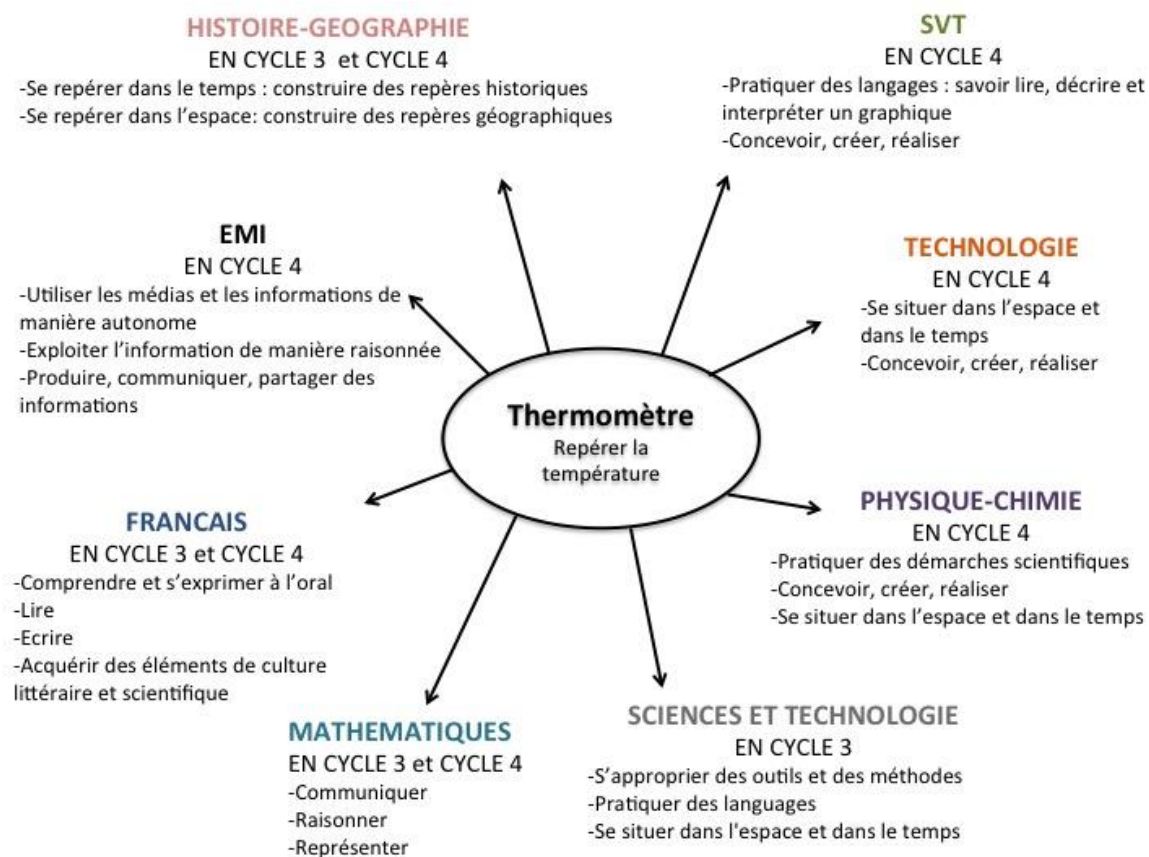 HISTOIRE-GEOGRAPHIE
EN CYCLE 3 et CYCLE 4
-Se repérer dans le temps : construire des repères historiques
-Se repérer dans l'espace: construire des repères géographiques
SVT
EN CYCLE 4
-Pratiquer des langages : savoir lire, décrire et
interpréter un graphique
-Concevoir, créer, réaliser
EMI
EN CYCLE 4
-Utiliser les médias et les informations de
manière autonome
-Exploiter l'information de manière raisonnée
-Produire, communiquer, partager des
informations
TECHNOLOGIE
EN CYCLE 4
-Se situer dans l'espace et
dans le temps
-Concevoir, créer, réaliser
Thermomètre
Repérer la
température
FRANCAIS
EN CYCLE 3 et CYCLE 4
-Comprendre et s'exprimer à l'oral
-Lire
-Ecrire
-Acquérir des éléments de culture
littéraire et scientifique
PHYSIQUE-CHIMIE
EN CYCLE 4
-Pratiquer des démarches scientifiques
-Concevoir, créer, réaliser
-Se situer dans l'espace et dans le temps
MATHEMATIQUES
EN CYCLE 3 et CYCLE 4
-Communiquer
-Raisonner
-Représenter
SCIENCES ET TECHNOLOGIE
EN CYCLE 3
-S'approprier des outils et des méthodes
-Pratiquer des languages
-Se situer dans l'espace et dans le temps